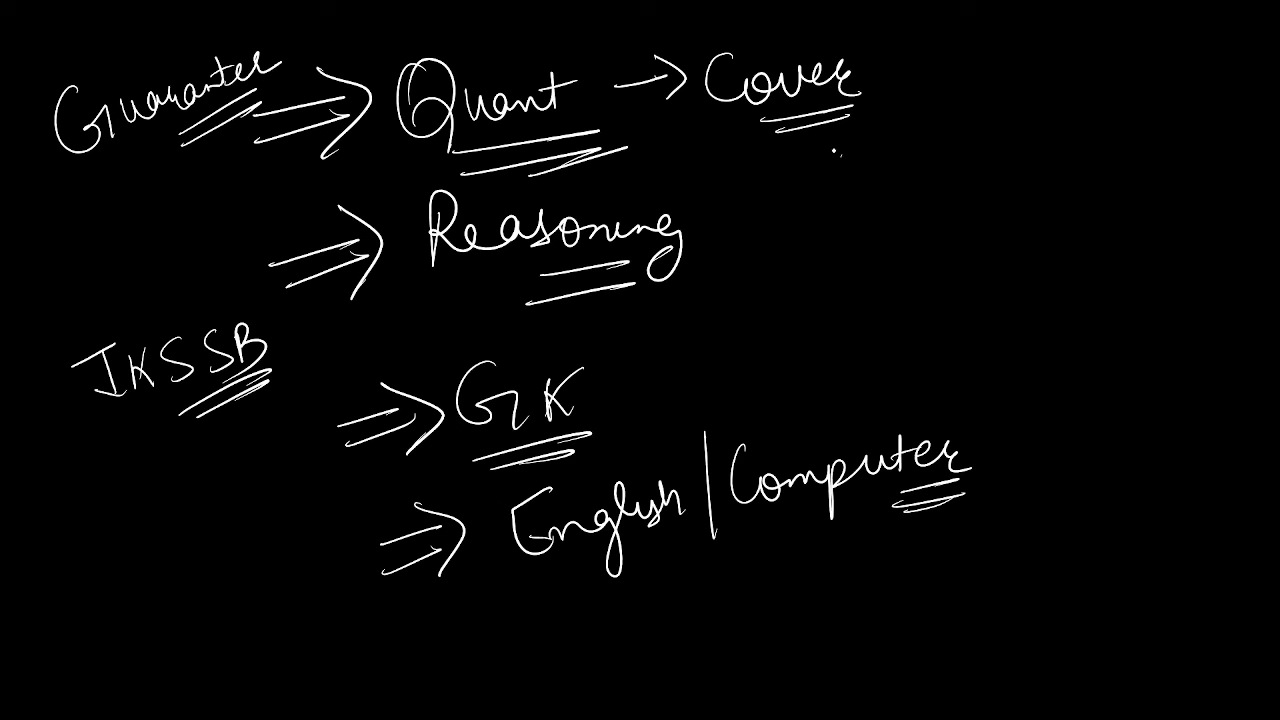 Guarantee ⇒ Quant → Cover
⇒ Reasoning
JKSSB
⇒ GK
⇒ English | Computer